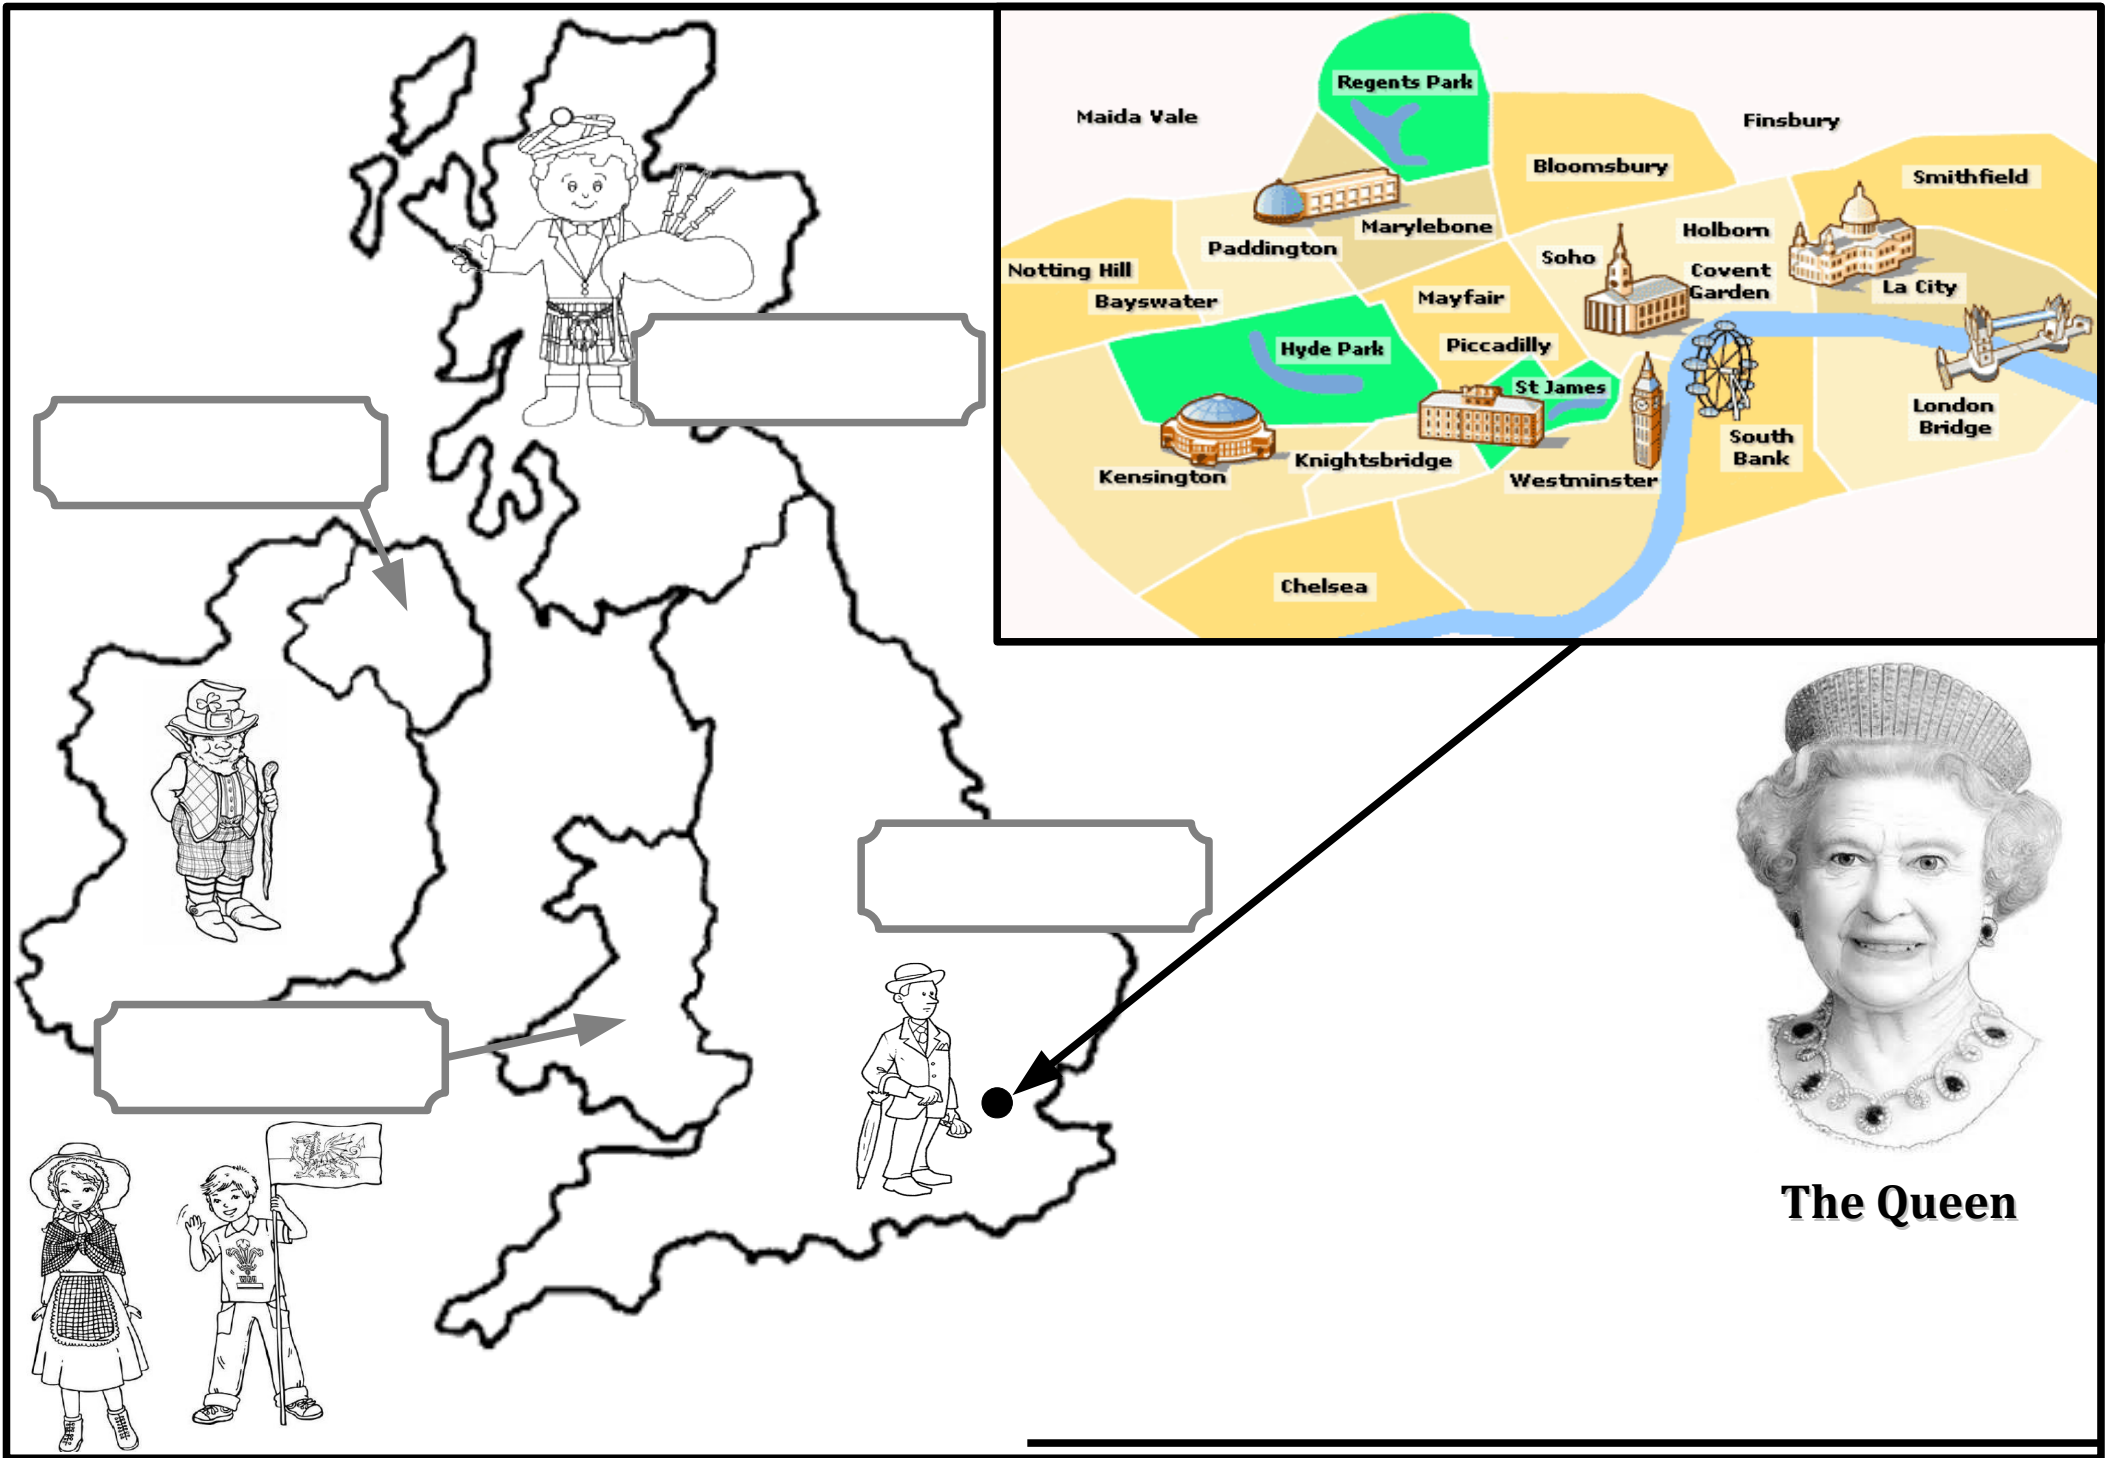 Regents Park
Maida Vale
Finsbury
Bloomsbury
Smithfield
Marylebone
Holborn
Paddington
Soho
Notting Hill
Covent
Garden
La City
Bayswater
Mayfair
Hyde Park
Piccadilly
St James
London
Bridge
South
Bank
Knightsbridge
Kensington
Westminster
Chelsea
The Queen